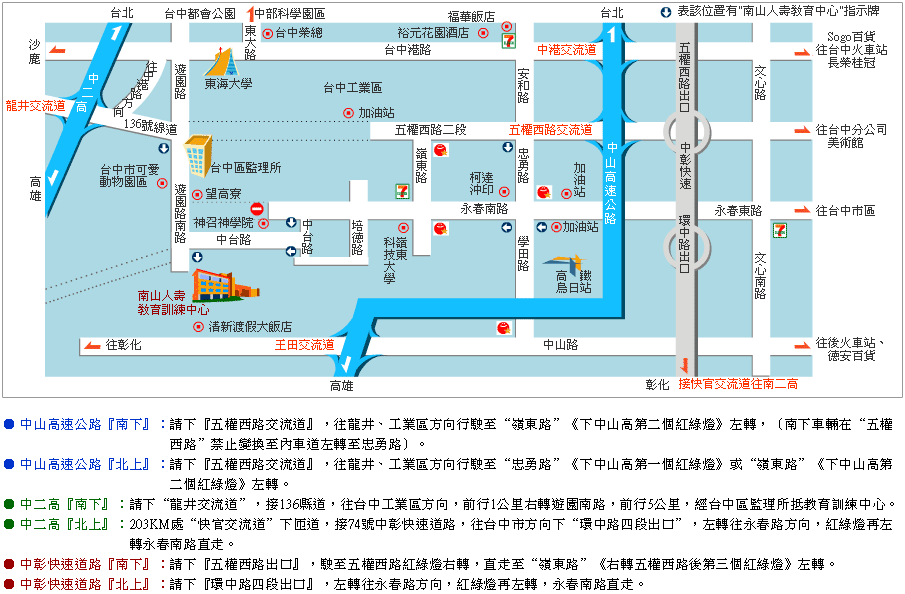 台北
台中都會公園
中部科學園區
福華飯店
台北
表該位置有"南山人壽教育中心"指示牌
沙鹿
東大路
台中榮總
裕元花園酒店
台中港路
中港交流道
五權西路出口
Sogo百貨
往台中火車站
長榮桂冠
往台中港路方向
遊園路
東海大學
台中工業區
安和路
文心路
中二高
龍井交流道
加油站
136號線道
五權西路二段
五權西路交流道
往台中分公司
美術館
台中區監理所
嶺東路
忠勇路
加油站
中山高速公路
中彰快速
台中市可愛
動物園區
高雄
望高寮
柯達
沖印
遊園路南路
神召神學院
永春南路
永春東路
往台中市區
中台路
中台路
培德路
嶺東
科技大學
學田路
加油站
環中路出口
文心南路
高鐵
烏日站
南山人壽
教育訓練中心
清新渡假大飯店
往彰化
王田交流道
中山路
往後火車站、
德安百貨
高雄
彰化
接快官交流道往南二高
● 中山高速公路『南下』：請下『五權西路交流道』，往龍井、工業區方向行駛至“嶺東路”《下中山高第二個紅綠燈》左轉，〔南下車輛在“五權
西路”禁止變換至內車道左轉至忠勇路〕。
● 中山高速公路『北上』：請下『五權西路交流道』，往龍井、工業區方向行駛至“忠勇路”《下中山高第一個紅綠燈》或“嶺東路”《下中山高第
二個紅綠燈》左轉。
● 中二高『南下』：請下“龍井交流道”，接136縣道，往台中工業區方向，前行1公里右轉遊園南路，前行5公里，經台中區監理所抵教育訓練中心。
● 中二高『北上』：203KM處“快官交流道”下匝道，接74號中彰快速道路，往台中市方向下“環中路四段出口”，左轉往永春路方向，紅綠燈再左
轉永春南路直走。
● 中彰快速道路『南下』：請下『五權西路出口』，駛至五權西路紅綠燈右轉，直走至“嶺東路”《右轉五權西路後第三個紅綠燈》左轉。
● 中彰快速道路『北上』：請下『環中路四段出口』，左轉往永春路方向，紅綠燈再左轉，永春南路直走。